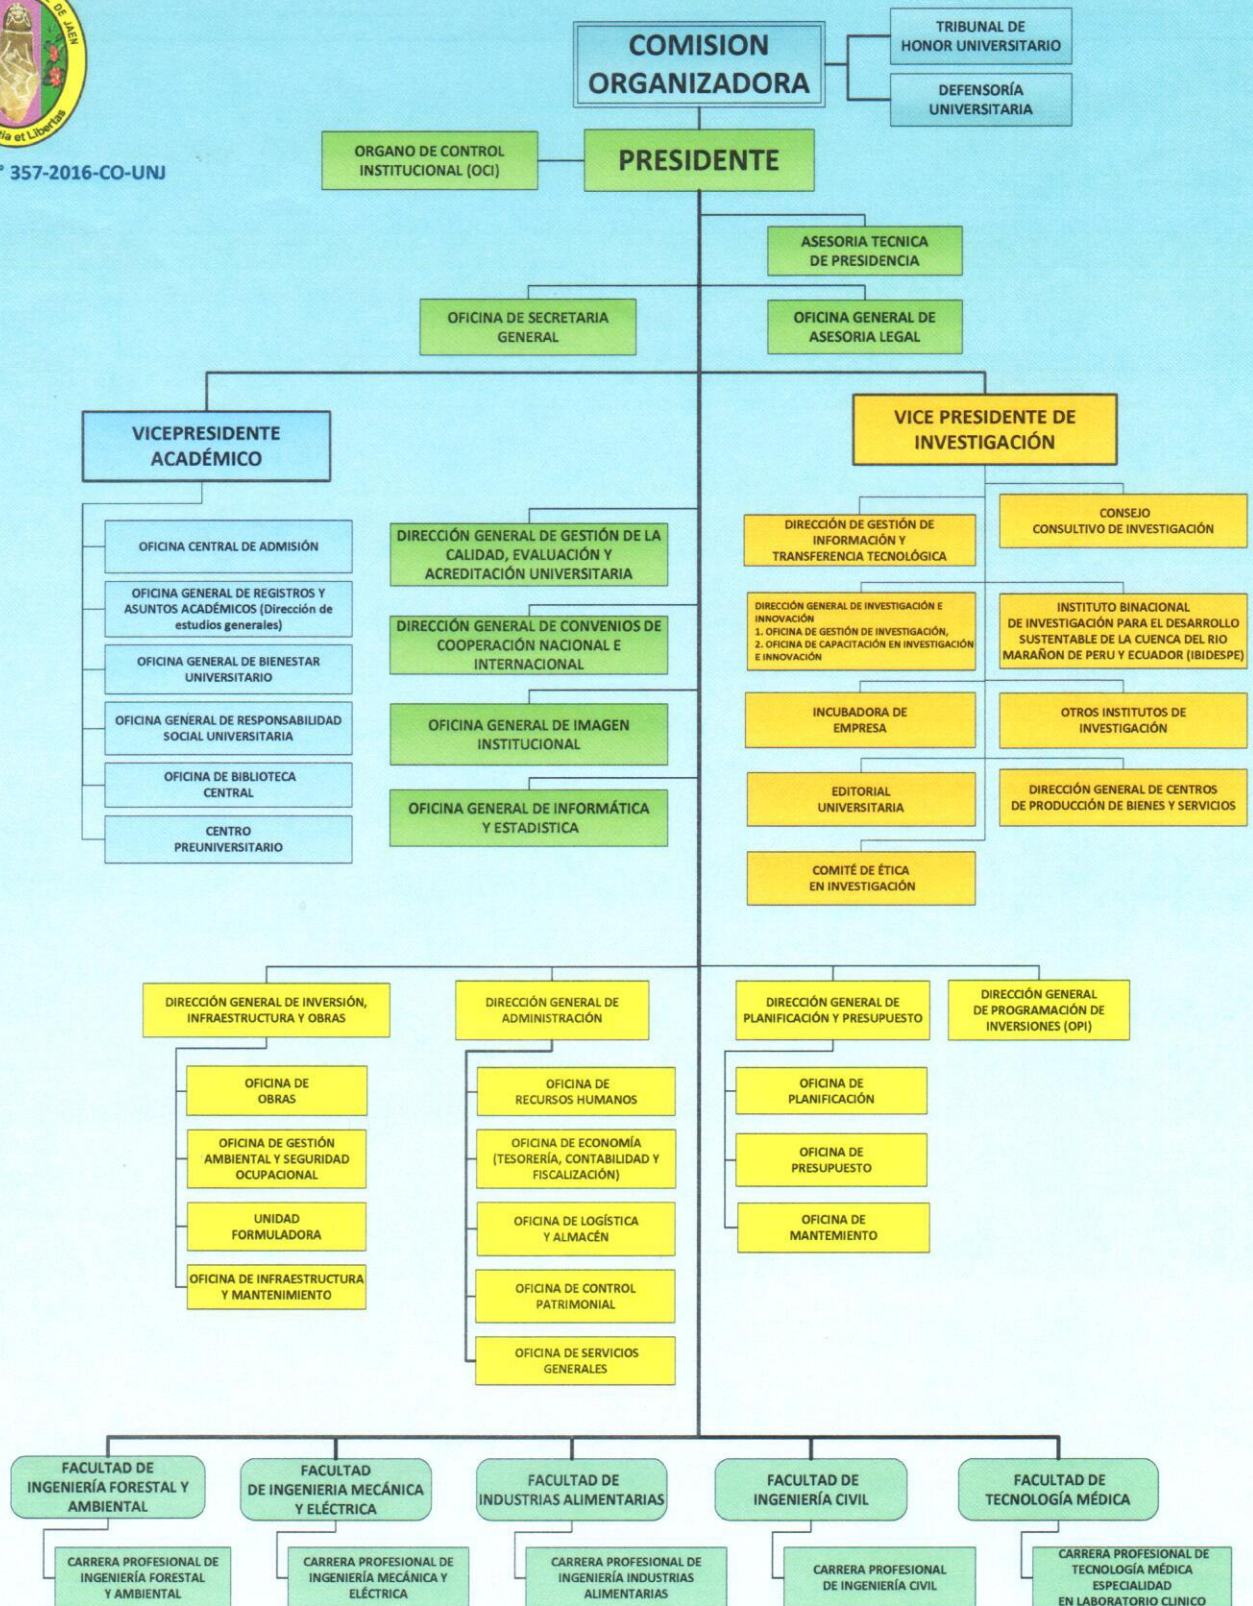 DE JAEN
ia et Libertas
° 357-2016-CO-UNJ
COMISION
ORGANIZADORA
TRIBUNAL DE
HONOR UNIVERSITARIO
DEFENSORÍA
UNIVERSITARIA
ORGANO DE CONTROL
INSTITUCIONAL (OCI)
PRESIDENTE
ASESORIA TECNICA
DE PRESIDENCIA
OFICINA DE SECRETARIA
GENERAL
OFICINA GENERAL DE
ASESORIA LEGAL
VICEPRESIDENTE
ACADÉMICO
OFICINA CENTRAL DE ADMISIÓN
OFICINA GENERAL DE REGISTROS Y
ASUNTOS ACADÉMICOS (Dirección de
estudios generales)
OFICINA GENERAL DE BIENESTAR
UNIVERSITARIO
OFICINA GENERAL DE RESPONSABILIDAD
SOCIAL UNIVERSITARIA
OFICINA DE BIBLIOTECA
CENTRAL
CENTRO
PREUNIVERSITARIO
DIRECCIÓN GENERAL DE GESTIÓN DE LA
CALIDAD, EVALUACIÓN Y
ACREDITACIÓN UNIVERSITARIA
DIRECCIÓN GENERAL DE CONVENIOS DE
COOPERACIÓN NACIONAL E
INTERNACIONAL
OFICINA GENERAL DE IMAGEN
INSTITUCIONAL
OFICINA GENERAL DE INFORMÁTICA
Y ESTADISTICA
VICE PRESIDENTE DE
INVESTIGACIÓN
DIRECCIÓN DE GESTIÓN DE
INFORMACIÓN Y
TRANSFERENCIA TECNOLÓGICA
CONSEJO
CONSULTIVO DE INVESTIGACIÓN
DIRECCIÓN GENERAL DE INVESTIGACIÓN E
INNOVACIÓN
1. OFICINA DE GESTIÓN DE INVESTIGACIÓN,
2. OFICINA DE CAPACITACIÓN EN INVESTIGACIÓN
E INNOVACIÓN
INSTITUTO BINACIONAL
DE INVESTIGACIÓN PARA EL DESARROLLO
SUSTENTABLE DE LA CUENCA DEL RIO
MARAÑON DE PERU Y ECUADOR (IBIDESPE)
INCUBADORA DE
EMPRESA
OTROS INSTITUTOS DE
INVESTIGACIÓN
EDITORIAL
UNIVERSITARIA
DIRECCIÓN GENERAL DE CENTROS
DE PRODUCCIÓN DE BIENES Y SERVICIOS
COMITÉ DE ÉTICA
EN INVESTIGACIÓN
DIRECCIÓN GENERAL DE INVERSIÓN,
INFRAESTRUCTURA Y OBRAS
OFICINA DE
OBRAS
OFICINA DE GESTIÓN
AMBIENTAL Y SEGURIDAD
OCUPACIONAL
UNIDAD
FORMULADORA
OFICINA DE INFRAESTRUCTURA
Y MANTENIMIENTO
DIRECCIÓN GENERAL DE
ADMINISTRACIÓN
OFICINA DE
RECURSOS HUMANOS
OFICINA DE ECONOMÍA
(TESORERÍA, CONTABILIDAD Y
FISCALIZACIÓN)
OFICINA DE LOGÍSTICA
Y ALMACÉN
OFICINA DE CONTROL
PATRIMONIAL
OFICINA DE SERVICIOS
GENERALES
DIRECCIÓN GENERAL DE
PLANIFICACIÓN Y PRESUPUESTO
OFICINA DE
PLANIFICACIÓN
OFICINA DE
PRESUPUESTO
OFICINA DE
MANTEMIENTO
DIRECCIÓN GENERAL
DE PROGRAMACIÓN DE
INVERSIONES (OPI)
FACULTAD DE
INGENIERÍA FORESTAL Y
AMBIENTAL
CARRERA PROFESIONAL DE
INGENIERÍA FORESTAL
Y AMBIENTAL
FACULTAD
DE INGENIERIA MECÁNICA
Y ELÉCTRICA
CARRERA PROFESIONAL DE
INGENIERÍA MECÁNICA Y
ELÉCTRICA
FACULTAD DE
INDUSTRIAS ALIMENTARIAS
CARRERA PROFESIONAL DE
INGENIERÍA INDUSTRIAS
ALIMENTARIAS
FACULTAD DE
INGENIERÍA CIVIL
CARRERA PROFESIONAL
DE INGENIERÍA CIVIL
FACULTAD DE
TECNOLOGÍA MÉDICA
CARRERA PROFESIONAL DE
TECNOLOGÍA MÉDICA
ESPECIALIDAD
EN LABORATORIO CLINICO